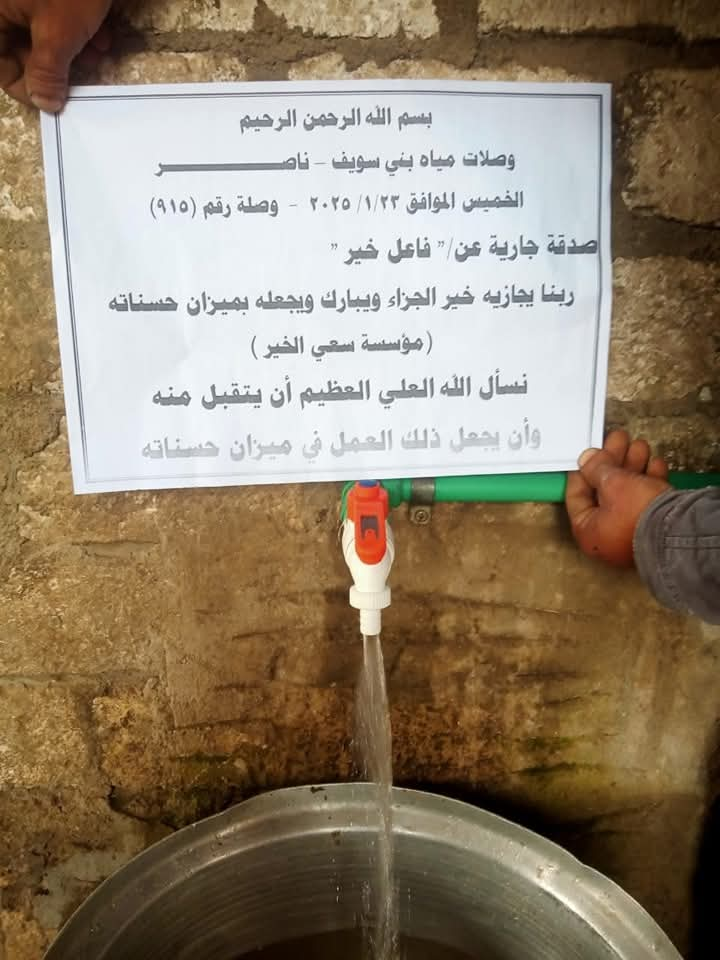 بسم الله الرحمن الرحيم
وصلات مياه بني سويف – ناصـــــــــــــــر
الخميس الموافق ٢٠٢٥/١/٢٣ - وصلة رقم (٩١٥)
صدقة جارية عن/" فاعل خير "
ربنا يجازيه خير الجزاء ويبارك ويجعله بميزان حسناته
(مؤسسة سعي الخير )
نسأل الله العلي العظيم أن يتقبل منه
وأن يجعل ذلك العمل في ميزان حسناته